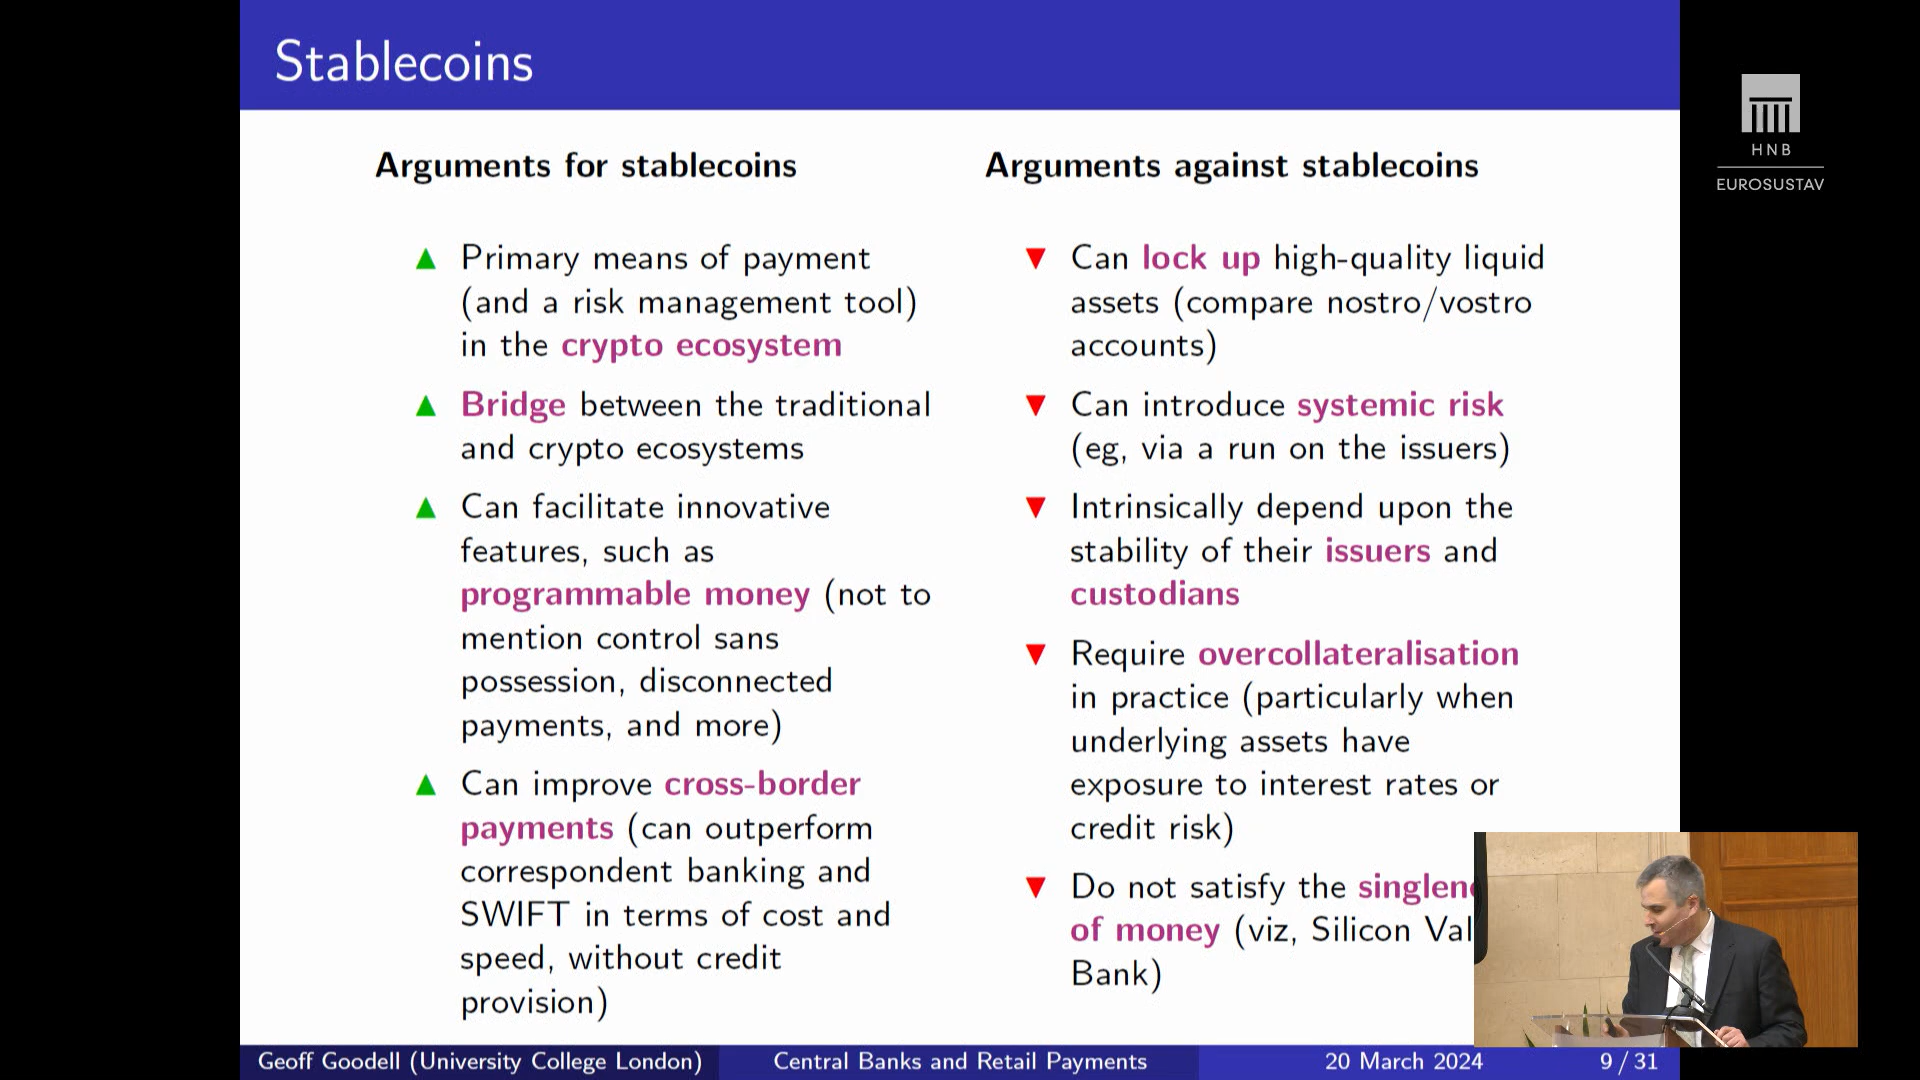 Stablecoins
Arguments for stablecoins
Primary means of payment
(and a risk management tool)
in the crypto ecosystem
Bridge between the traditional
and crypto ecosystems
Can facilitate innovative
features, such as
programmable money (not to
mention control sans
possession, disconnected
payments, and more)
Can improve cross-border
payments (can outperform
correspondent banking and
SWIFT in terms of cost and
speed, without credit
provision)
Arguments against stablecoins
Can lock up high-quality liquid
assets (compare nostro/vostro
accounts)
Can introduce systemic risk
(eg, via a run on the issuers)
Intrinsically depend upon the
stability of their issuers and
custodians
Require overcollateralisation
in practice (particularly when
underlying assets have
exposure to interest rates or
credit risk)
Do not satisfy the
of money (viz, Silicon
Bank)
Geoff Goodell (University College London)
Central Banks and Retail Payments
20 March 2024
9 / 31
HNB
EUROSUSTAV